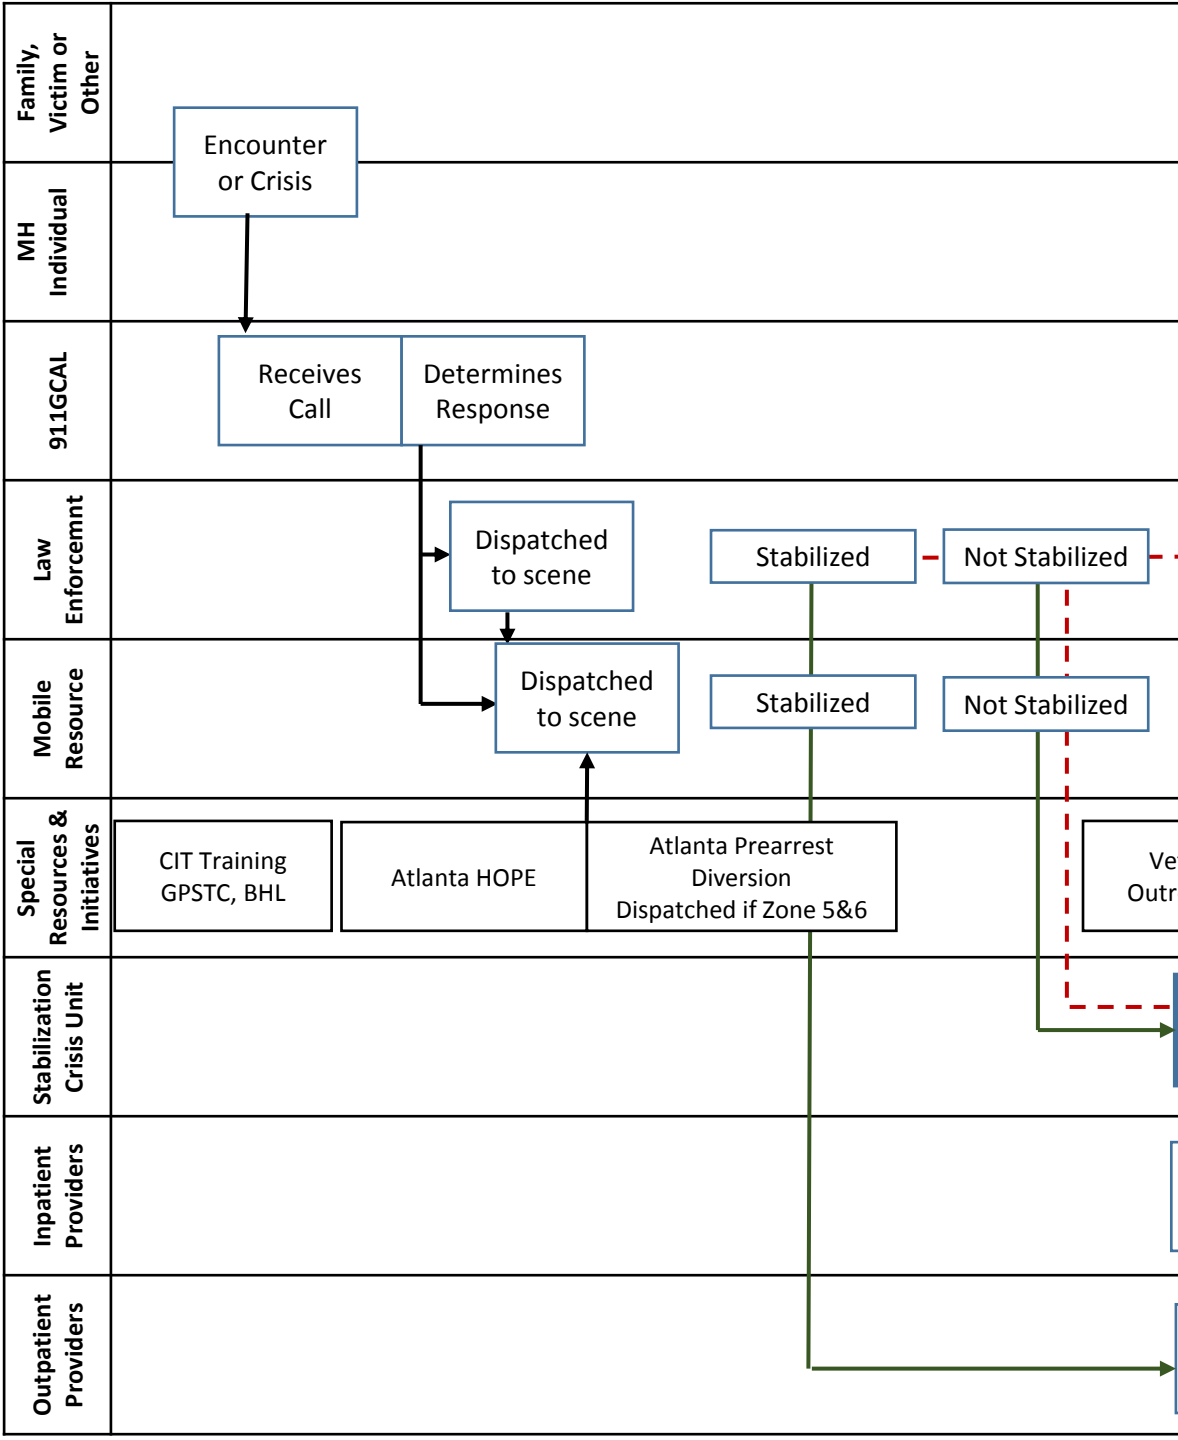 Family,
Victim or
Other
Encounter
or Crisis
MH
Individual
911GCAL
Receives
Call
Determines
Response
Law
Enforcemnt
Dispatched
to scene
Stabilized
Not Stabilized
Mobile
Resource
Dispatched
to scene
Stabilized
Not Stabilized
Special
Resources &
Initiatives
CIT Training
GPSTC, BHL
Atlanta HOPE
Atlanta Prearrest
Diversion
Dispatched if Zone 5&6
Stabilization
Crisis Unit
Inpatient
Providers
Outpatient
Providers